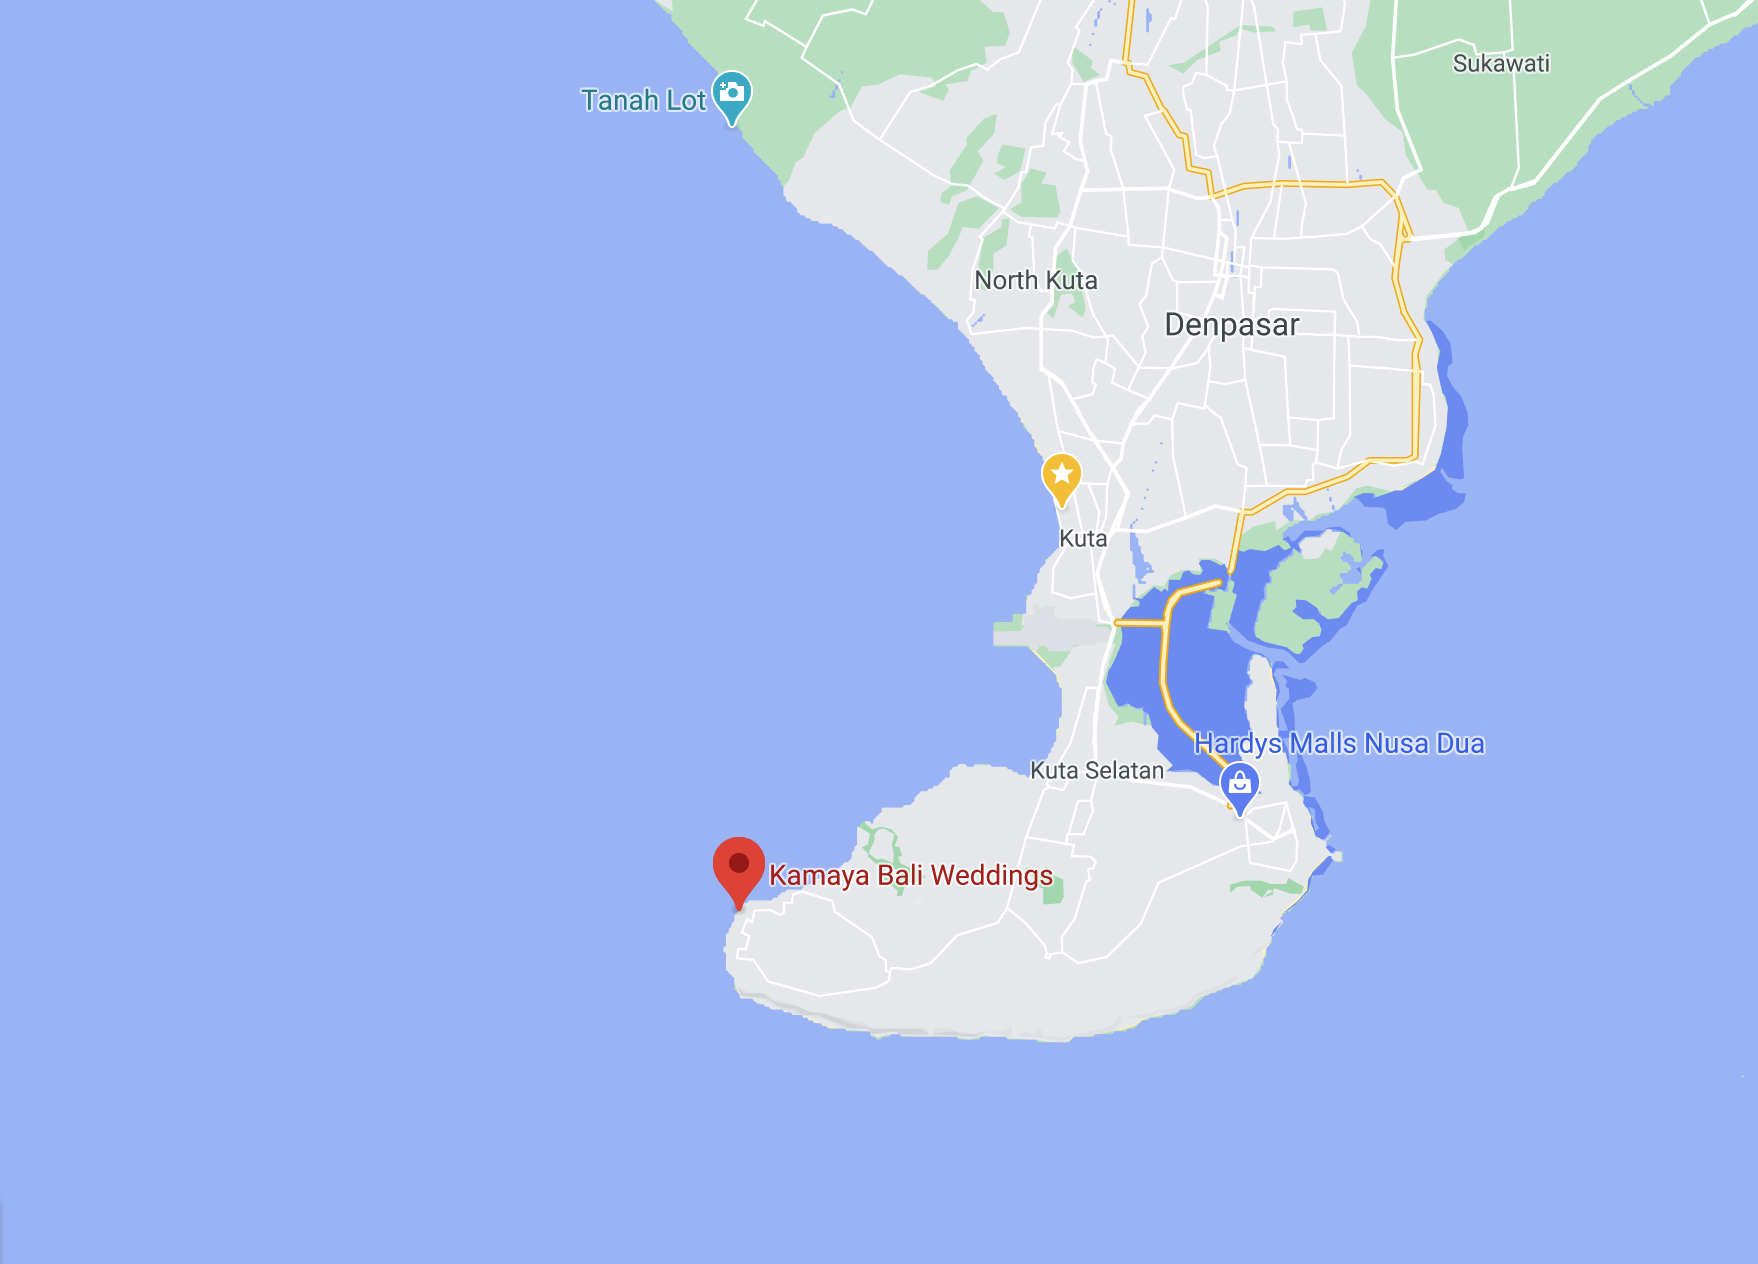 Sukawati
Tanah Lot
North Kuta
Denpasar
Kuta
Hardys Malls Nusa Dua
Kuta Selatan
Kamaya Bali Weddings